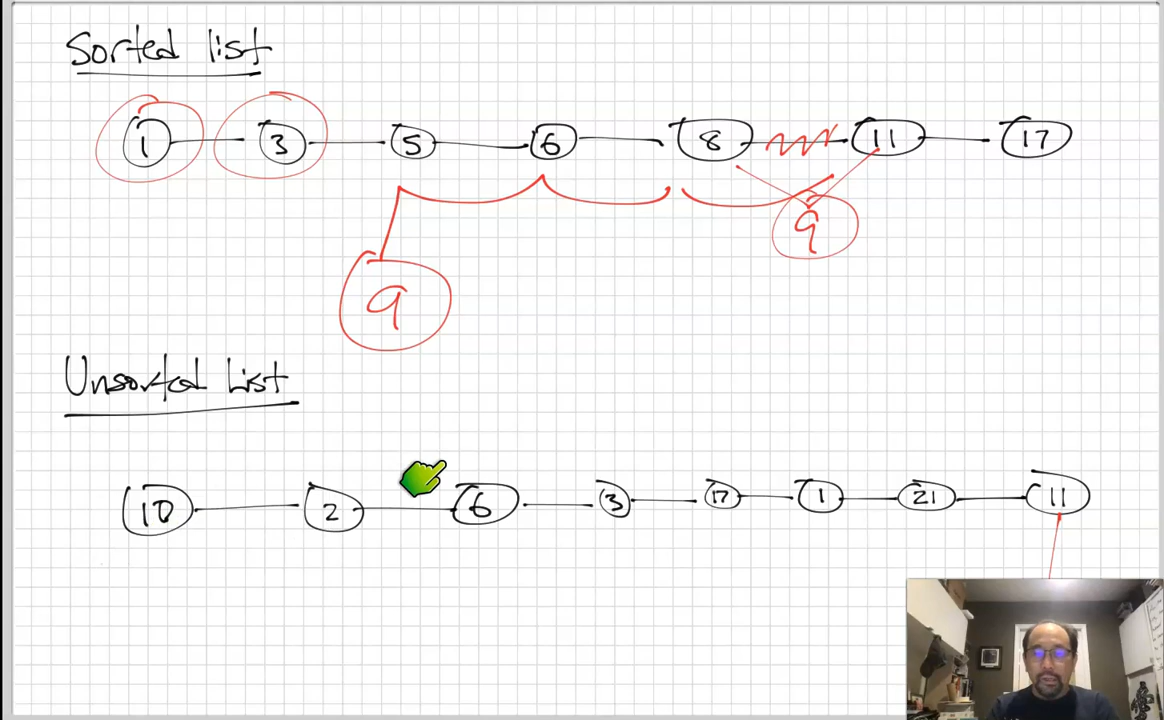 Sorted list
1 3 5 6 8 11 17
9
9
Unsorted List
10 2 6 3 17 1 21 11